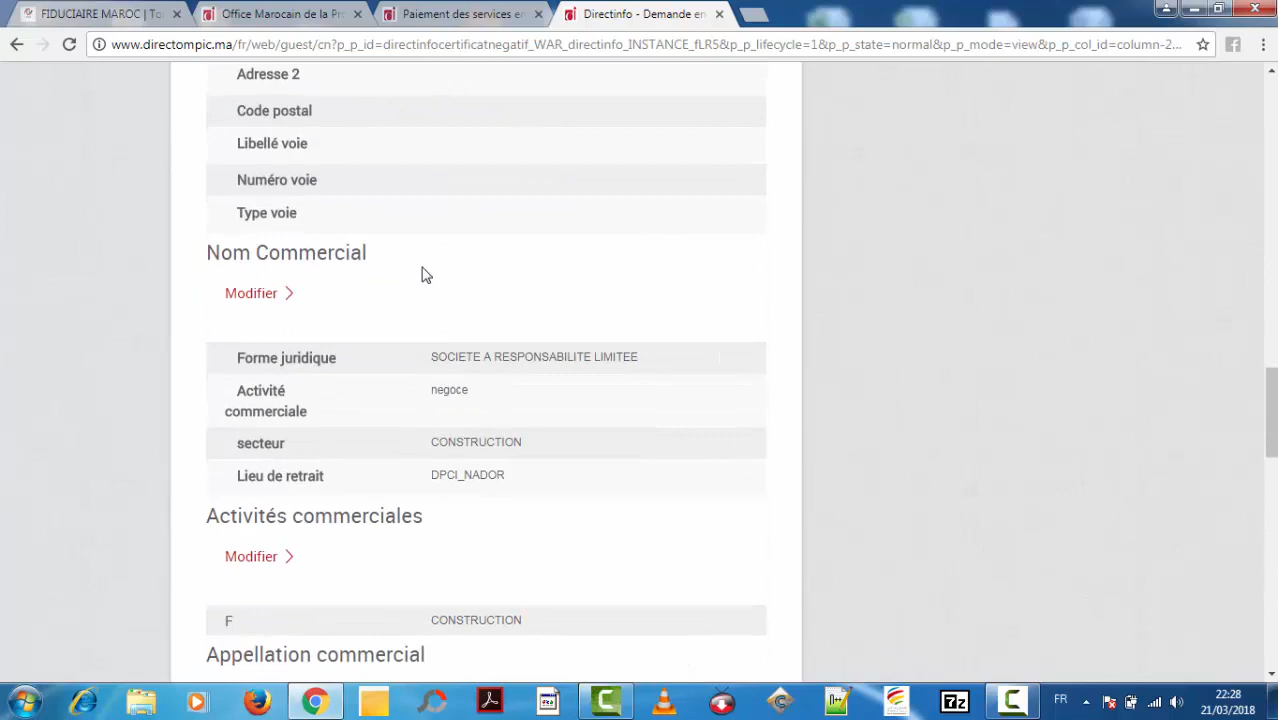 FIDUCIAIRE MAROC | To
Office Marocain de la Pro
Paiement des services en
Directinfo - Demande en
www.directompic.ma/fr/web/guest/cn?p_p_id=directinfocertificatnegatif_WAR_directinfo_INSTANCE_fLR5&p_p_lifecycle=1&p_p_state=normal&p_p_mode=view&p_p_col_id=column-2...
Adresse 2
Code postal
Libellé voie
Numéro voie
Type voie
Nom Commercial
Modifier
Forme juridique SOCIETE A RESPONSABILITE LIMITEE
Activité negoce
commerciale
secteur CONSTRUCTION
Lieu de retrait DPCI_NADOR
Activités commerciales
Modifier
F CONSTRUCTION
Appellation commercial
7z
FR
22:28
21/03/2018